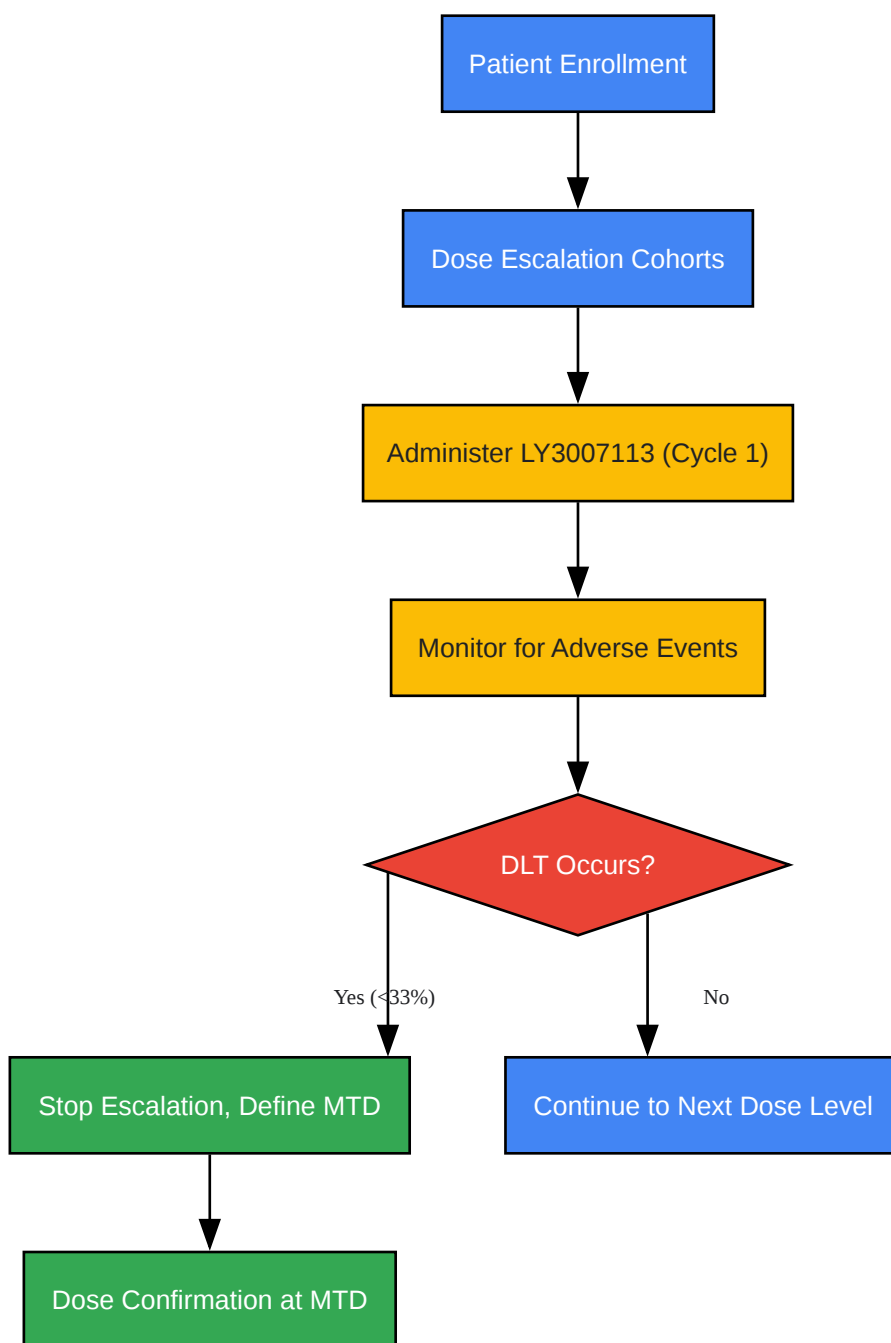 Patient Enrollment
Dose Escalation Cohorts
Administer LY3007113 (Cycle 1)
Monitor for Adverse Events
DLT Occurs?
Yes (<33%)
No
Stop Escalation, Define MTD
Continue to Next Dose Level
Dose Confirmation at MTD